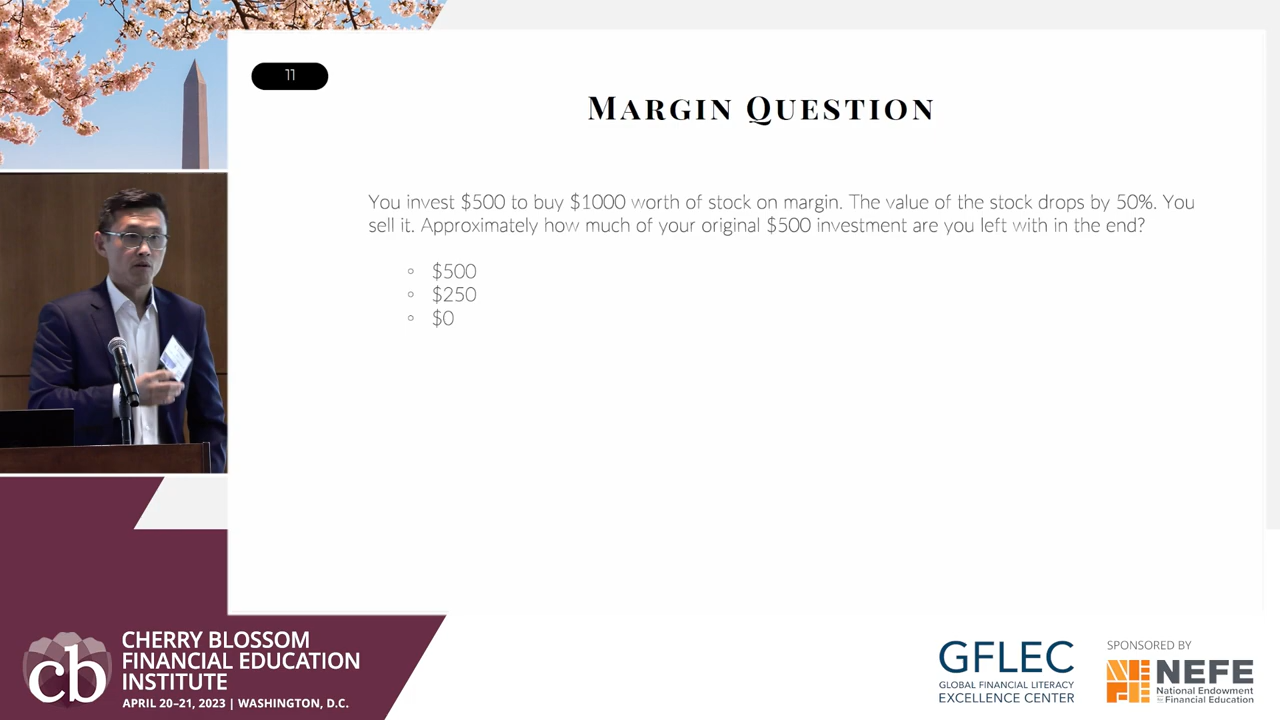 11
MARGIN QUESTION
You invest $500 to buy $1000 worth of stock on margin. The value of the stock drops by 50%. You
sell it. Approximately how much of your original $500 investment are you left with in the end?
◦ $500
◦ $250
◦ $0
cb
CHERRY BLOSSOM
FINANCIAL EDUCATION
INSTITUTE
APRIL 20–21, 2023 | WASHINGTON, D.C.
GFLEC
GLOBAL FINANCIAL LITERACY
EXCELLENCE CENTER
SPONSORED BY
NEFE
National Endowment
for Financial Education